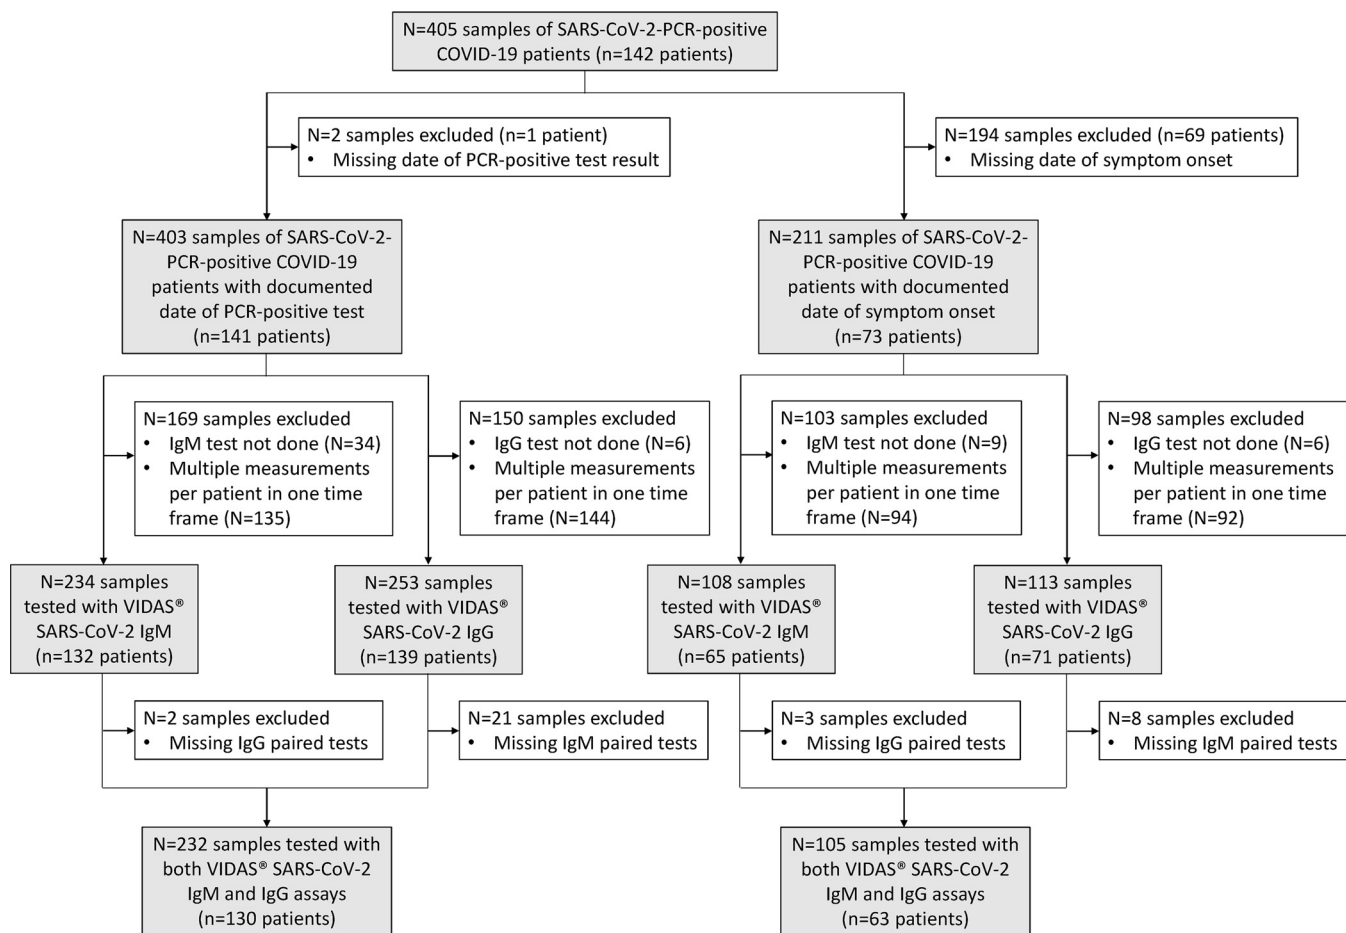 N=405 samples of SARS-CoV-2-PCR-positive
COVID-19 patients (n=142 patients)
N=2 samples excluded (n=1 patient)
• Missing date of PCR-positive test result
N=194 samples excluded (n=69 patients)
• Missing date of symptom onset
N=403 samples of SARS-CoV-2-
PCR-positive COVID-19
patients with documented
date of PCR-positive test
(n=141 patients)
N=211 samples of SARS-CoV-2-
PCR-positive COVID-19
patients with documented
date of symptom onset
(n=73 patients)
N=169 samples excluded
• IgM test not done (N=34)
• Multiple measurements
per patient in one time
frame (N=135)
N=150 samples excluded
• IgG test not done (N=6)
• Multiple measurements
per patient in one time
frame (N=144)
N=103 samples excluded
• IgM test not done (N=9)
• Multiple measurements
per patient in one time
frame (N=94)
N=98 samples excluded
• IgG test not done (N=6)
• Multiple measurements
per patient in one time
frame (N=92)
N=234 samples
tested with VIDAS®
SARS-CoV-2 IgM
(n=132 patients)
N=253 samples
tested with VIDAS®
SARS-CoV-2 IgG
(n=139 patients)
N=108 samples
tested with VIDAS®
SARS-CoV-2 IgM
(n=65 patients)
N=113 samples
tested with VIDAS®
SARS-CoV-2 IgG
(n=71 patients)
N=2 samples excluded
• Missing IgG paired tests
N=21 samples excluded
• Missing IgM paired tests
N=3 samples excluded
• Missing IgG paired tests
N=8 samples excluded
• Missing IgM paired tests
N=232 samples tested with
both VIDAS® SARS-CoV-2
IgM and IgG assays
(n=130 patients)
N=105 samples tested with
both VIDAS® SARS-CoV-2
IgM and IgG assays
(n=63 patients)